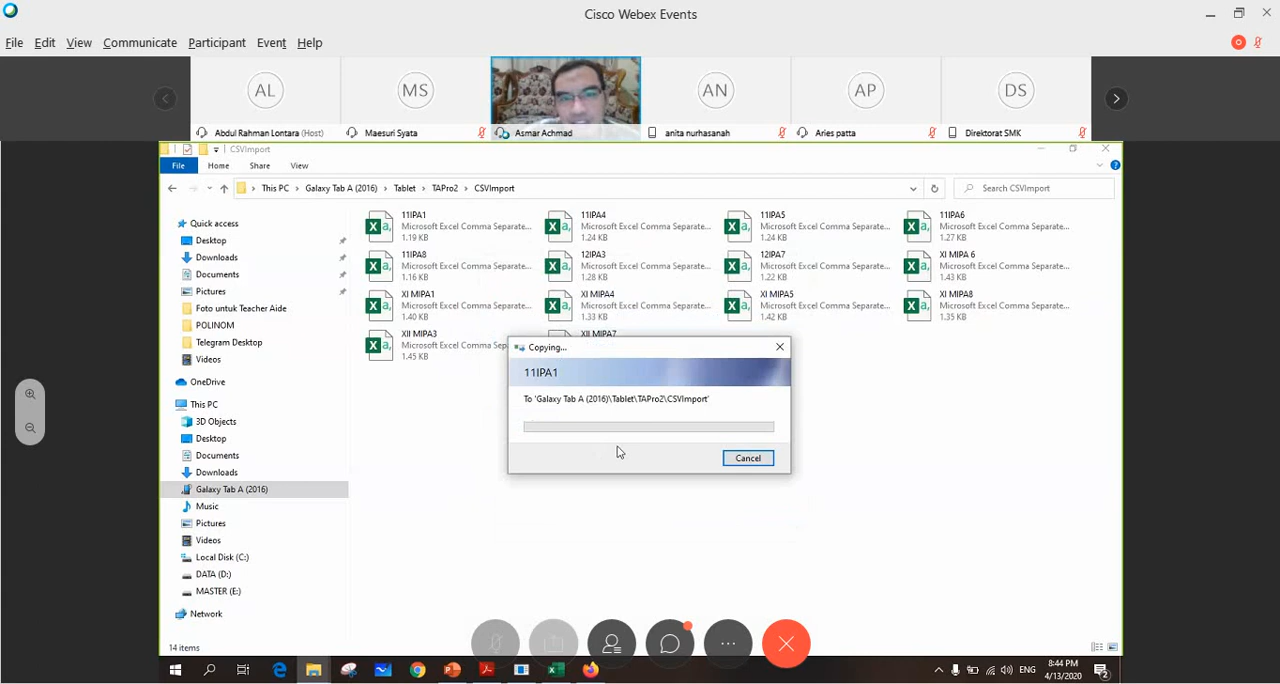 Cisco Webex Events
File Edit View Communicate Participant Event Help
AL MS AN AP DS
Abdul Rahman Lontara (Host) Maesuri Syata Asmar Achmad anita nurhasanah Aries patta Direktorat SMK
CSVImport
File Home Share View
This PC > Galaxy Tab A (2016) > Tablet > TAPro2 > CSVImport
Search CSVImport
Quick access
Desktop
Downloads
Documents
Pictures
Foto untuk Teacher Aide
POLINOM
Telegram Desktop
Videos
OneDrive
This PC
3D Objects
Desktop
Documents
Downloads
Galaxy Tab A (2016)
Music
Pictures
Videos
Local Disk (C:)
DATA (D:)
MASTER (E:)
Network
11IPA1
Microsoft Excel Comma Separate...
1.19 KB
11IPA4
Microsoft Excel Comma Separate...
1.24 KB
11IPA5
Microsoft Excel Comma Separate...
1.24 KB
11IPA6
Microsoft Excel Comma Separate...
1.27 KB
11IPA8
Microsoft Excel Comma Separate...
1.16 KB
12IPA3
Microsoft Excel Comma Separate...
1.28 KB
12IPA7
Microsoft Excel Comma Separate...
1.22 KB
XI MIPA 6
Microsoft Excel Comma Separate...
1.43 KB
XI MIPA1
Microsoft Excel Comma Separate...
1.40 KB
XI MIPA4
Microsoft Excel Comma Separate...
1.33 KB
XI MIPA5
Microsoft Excel Comma Separate...
1.42 KB
XI MIPA8
Microsoft Excel Comma Separate...
1.35 KB
XII MIPA3
Microsoft Excel Comma Sep
1.45 KB
XII MIPA7
Copying...
11IPA1
To 'Galaxy Tab A (2016)\Tablet\TAPro2\CSVImport'
Cancel
14 items
ENG
8:44 PM
4/13/2020
2